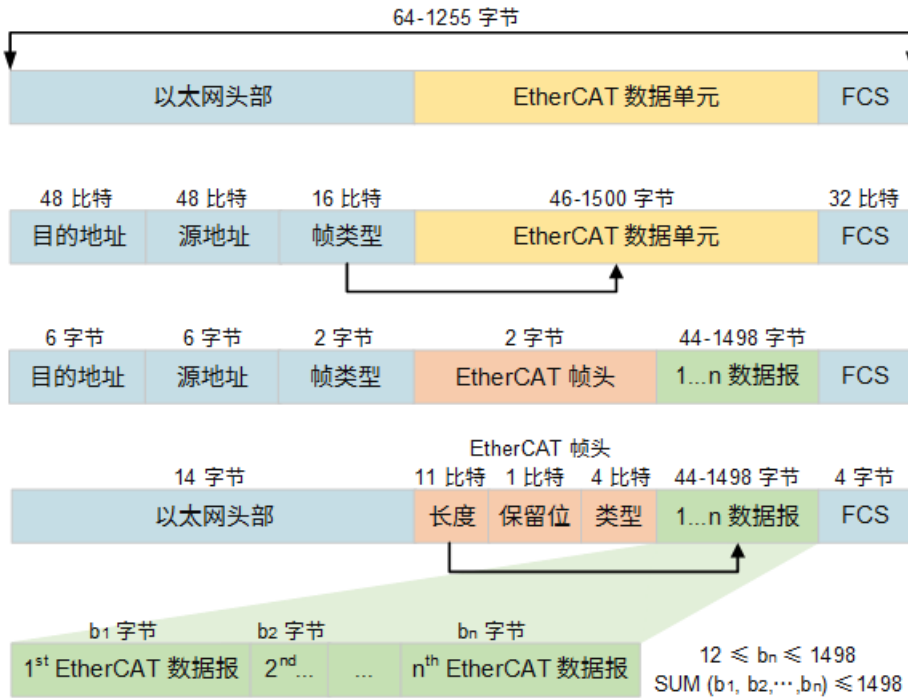 64-1255 字节
以太网头部 EtherCAT 数据单元 FCS
48 比特 48 比特 16 比特 46-1500 字节 32 比特
目的地址 源地址 帧类型 EtherCAT 数据单元 FCS
6 字节 6 字节 2 字节 2 字节 44-1498 字节
目的地址 源地址 帧类型 EtherCAT 帧头 1...n 数据报 FCS
EtherCAT 帧头
14 字节 11 比特 1 比特 4 比特 44-1498 字节 4 字节
以太网头部 长度 保留位 类型 1...n 数据报 FCS
b₁ 字节 b₂ 字节 bₙ 字节
1ˢᵗ EtherCAT 数据报 2ⁿᵈ... ... nᵗʰ EtherCAT 数据报
12 ≤ bₙ ≤ 1498
SUM (b₁, b₂,⋯,bₙ) ≤1498